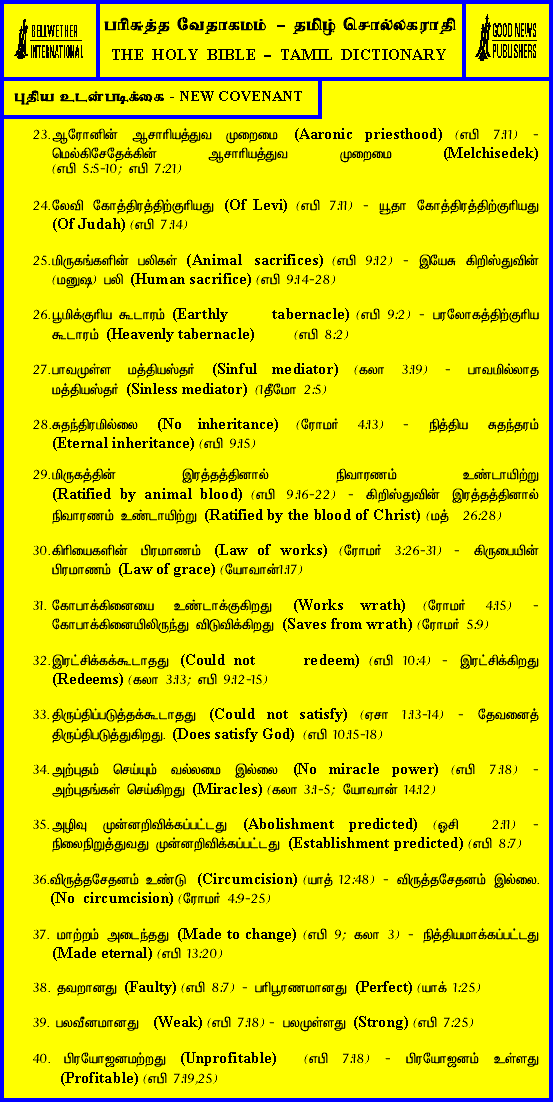 BELLWETHER
INTERNATIONAL
பரிசுத்த வேதாகமம் – தமிழ் சொல்லகராதி
THE HOLY BIBLE – TAMIL DICTIONARY
GOOD NEWS
PUBLISHERS
புதிய உடன்படிக்கை - NEW COVENANT
23.ஆரோனின் ஆசாரியத்துவ முறைமை (Aaronic priesthood) (எபி 7:11) -
மெல்கிசேதேக்கின் ஆசாரியத்துவ முறைமை (Melchisedek)
(எபி 5:5-10; எபி 7:21)
24.லேவி கோத்திரத்திற்குரியது (Of Levi) (எபி 7:11) - யூதா கோத்திரத்திற்குரியது
(Of Judah) (எபி 7:14)
25.மிருகங்களின் பலிகள் (Animal sacrifices) (எபி 9:12) - இயேசு கிறிஸ்துவின்
(மனுஷ) பலி (Human sacrifice) (எபி 9:14-28)
26.பூமிக்குரிய கூடாரம் (Earthly tabernacle) (எபி 9:2) - பரலோகத்திற்குரிய
கூடாரம் (Heavenly tabernacle) (எபி 8:2)
27.பாவமுள்ள மத்தியஸ்தர் (Sinful mediator) (கலா 3:19) - பாவமில்லாத
மத்தியஸ்தர் (Sinless mediator) (1தீமோ 2:5)
28.சுதந்திரமில்லை (No inheritance) (ரோமர் 4:13) - நித்திய சுதந்தரம்
(Eternal inheritance) (எபி 9:15)
29.மிருகத்தின் இரத்தத்தினால் நிவாரணம் உண்டாயிற்று
(Ratified by animal blood) (எபி 9:16-22) - கிறிஸ்துவின் இரத்தத்தினால்
நிவாரணம் உண்டாயிற்று (Ratified by the blood of Christ) (மத் 26:28)
30.கிரியைகளின் பிரமாணம் (Law of works) (ரோமர் 3:26-31) - கிருபையின்
பிரமாணம் (Law of grace) (யோவான்1:17)
31. கோபாக்கினையை உண்டாக்குகிறது (Works wrath) (ரோமர் 4:15) -
கோபாக்கினையிலிருந்து விடுவிக்கிறது (Saves from wrath) (ரோமர் 5:9)
32.இரட்சிக்கக்கூடாதது (Could not redeem) (எபி 10:4) - இரட்சிக்கிறது
(Redeems) (கலா 3:13; எபி 9:12-15)
33.திருப்திப்படுத்தக்கூடாதது (Could not satisfy) (ஏசா 1:13-14) - தேவனைத்
திருப்திபடுத்துகிறது. (Does satisfy God) (எபி 10:15-18)
34.அற்புதம் செய்யும் வல்லமை இல்லை (No miracle power) (எபி 7:18) -
அற்புதங்கள் செய்கிறது (Miracles) (கலா 3:1-5; யோவான் 14:12)
35.அழிவு முன்னறிவிக்கப்பட்டது (Abolishment predicted) (ஓசி 2:11) -
நிலைநிறுத்துவது முன்னறிவிக்கப்பட்டது (Establishment predicted) (எபி 8:7)
36.விருத்தசேதனம் உண்டு (Circumcision) (யாத் 12:48) - விருத்தசேதனம் இல்லை.
(No circumcision) (ரோமர் 4:9-25)
37. மாற்றம் அடைந்தது (Made to change) (எபி 9; கலா 3) - நித்தியமாக்கப்பட்டது
(Made eternal) (எபி 13:20)
38. தவறானது (Faulty) (எபி 8:7) - பரிபூரணமானது (Perfect) (யாக் 1:25)
39. பலவீனமானது (Weak) (எபி 7:18) - பலமுள்ளது (Strong) (எபி 7:25)
40. பிரயோஜனமற்றது (Unprofitable) (எபி 7:18) - பிரயோஜனம் உள்ளது
(Profitable) (எபி 7:19,25)